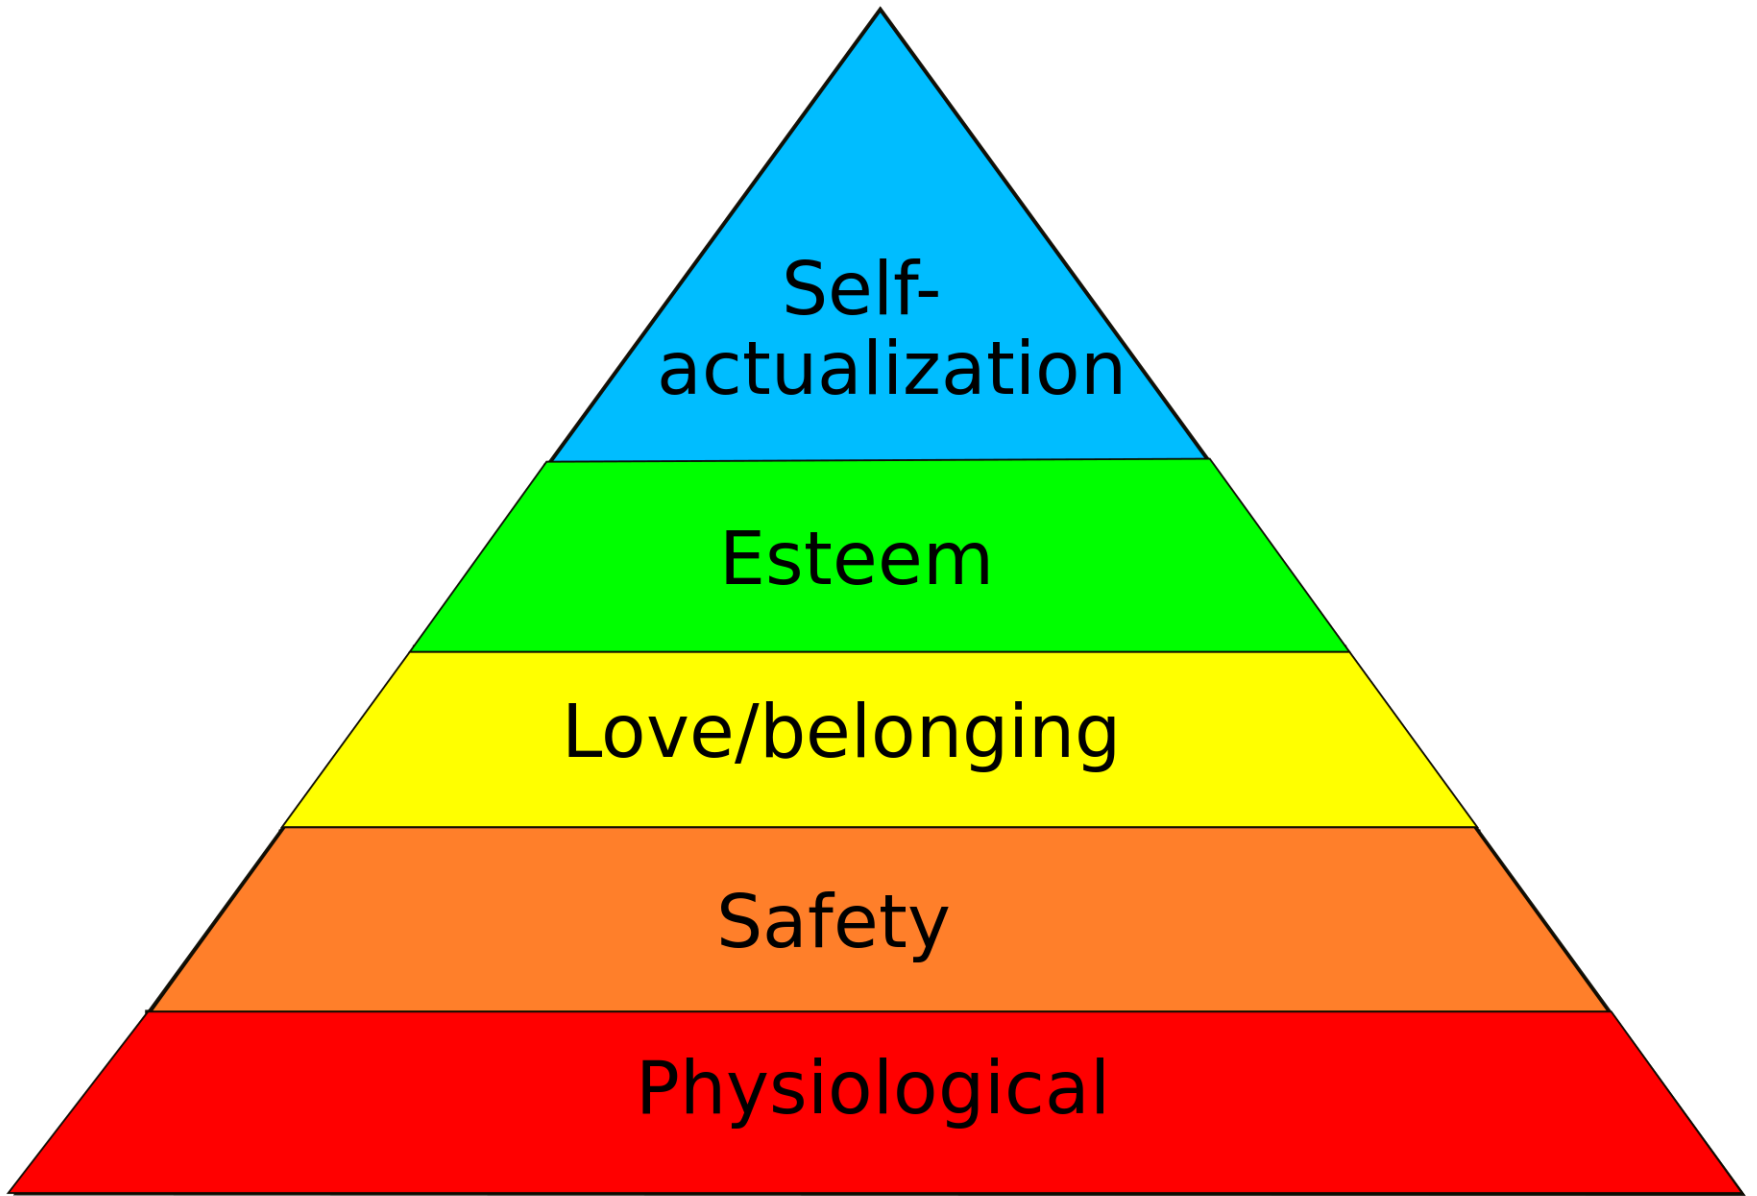 Self-
actualization
Esteem
Love/belonging
Safety
Physiological